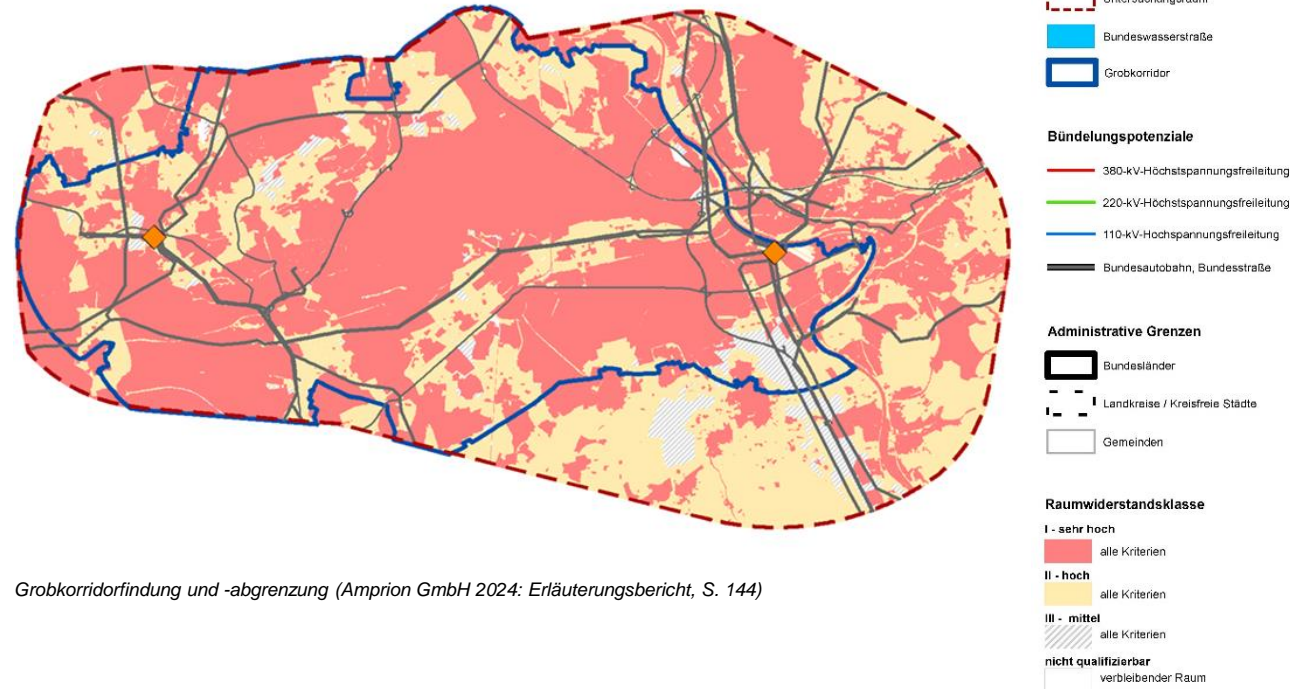 Untersuchungsraum
Bundeswasserstraße
Grobkorridor
Bündelungspotenziale
380-kV-Höchstspannungsfreileitung
220-kV-Höchstspannungsfreileitung
110-kV-Hochspannungsfreileitung
Bundesautobahn, Bundesstraße
Administrative Grenzen
Bundesländer
Landkreise / Kreisfreie Städte
Gemeinden
Raumwiderstandsklasse
I - sehr hoch
alle Kriterien
II - hoch
alle Kriterien
III - mittel
alle Kriterien
nicht qualifizierbar
verbleibender Raum
Grobkorridorfindung und -abgrenzung (Amprion GmbH 2024: Erläuterungsbericht, S. 144)